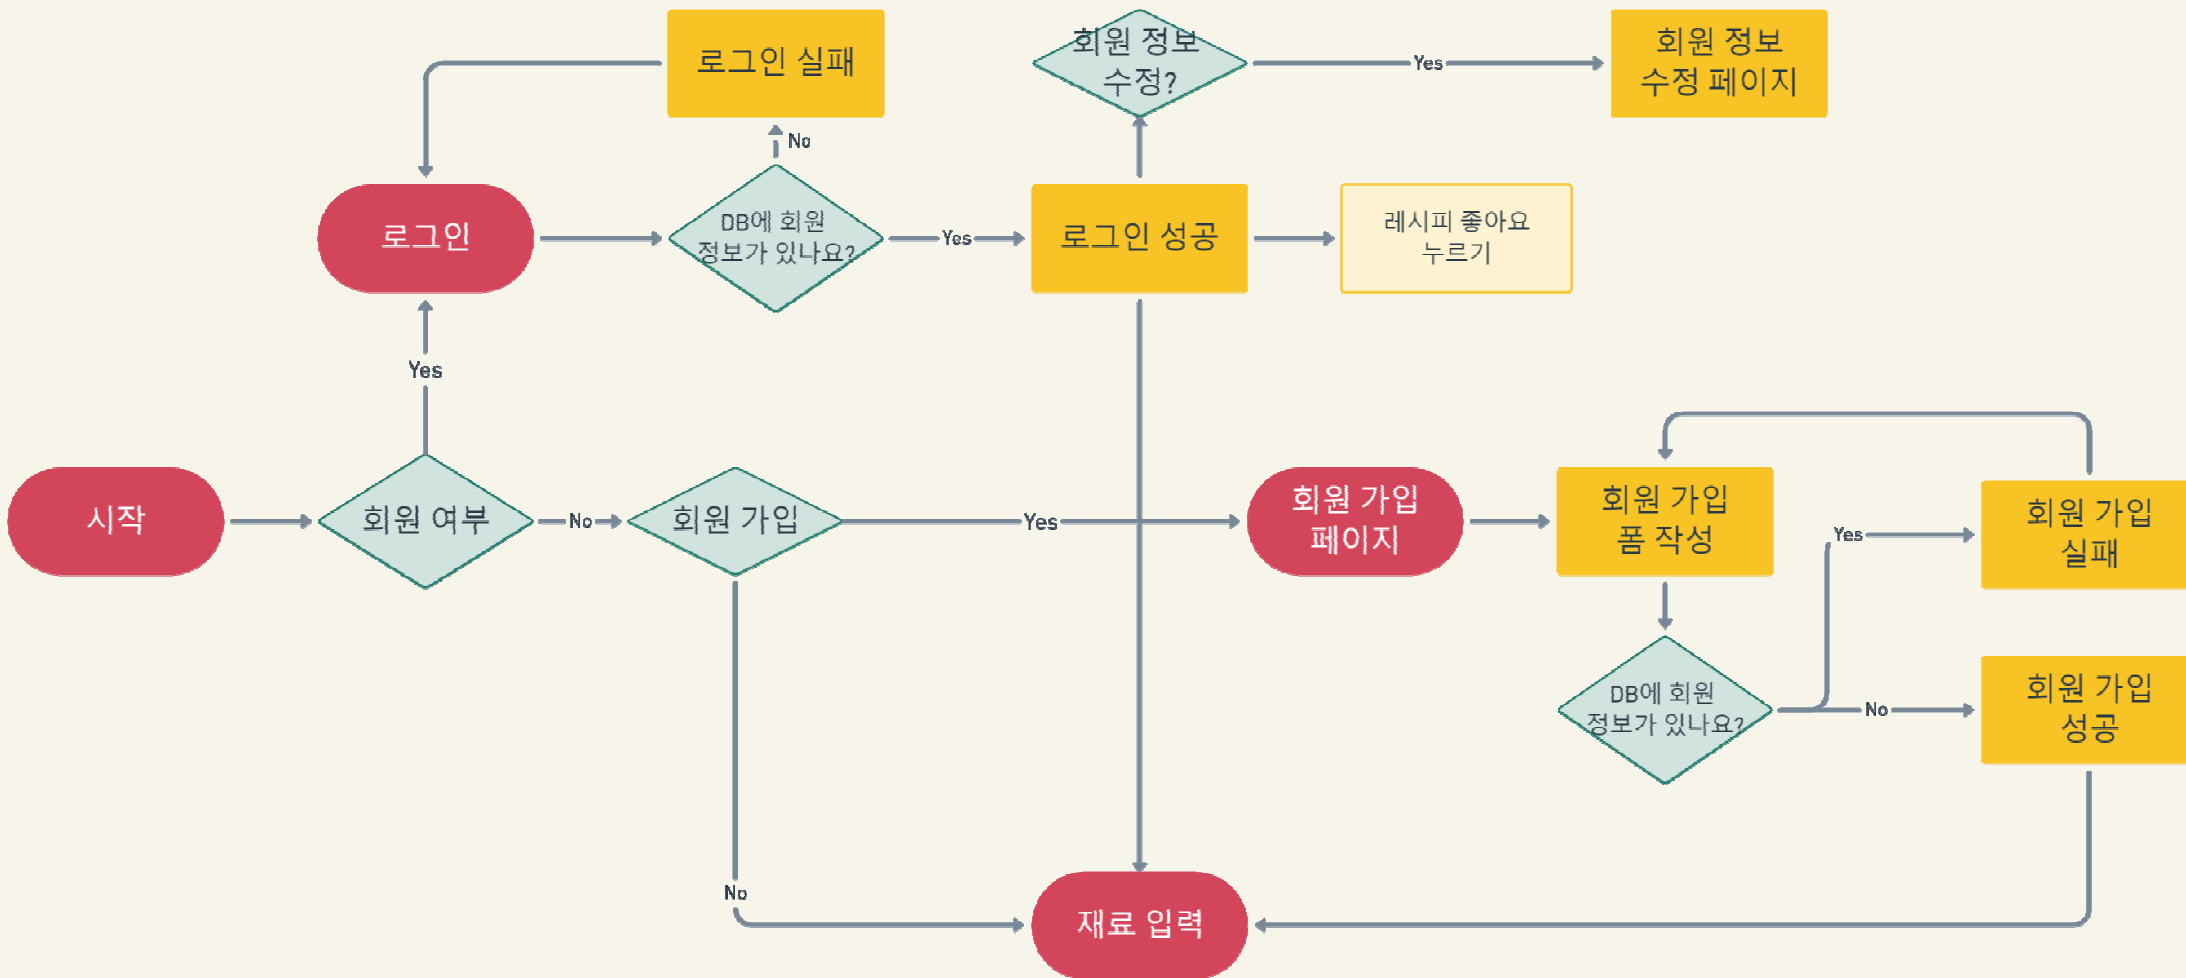 로그인 실패
회원 정보
수정?
Yes
회원 정보
수정 페이지
No
로그인
DB에 회원
정보가 있나요?
Yes
로그인 성공
레시피 좋아요
누르기
Yes
시작
회원 여부
No
회원 가입
Yes
회원 가입
페이지
회원 가입
폼 작성
Yes
회원 가입
실패
DB에 회원
정보가 있나요?
No
회원 가입
성공
No
재료 입력